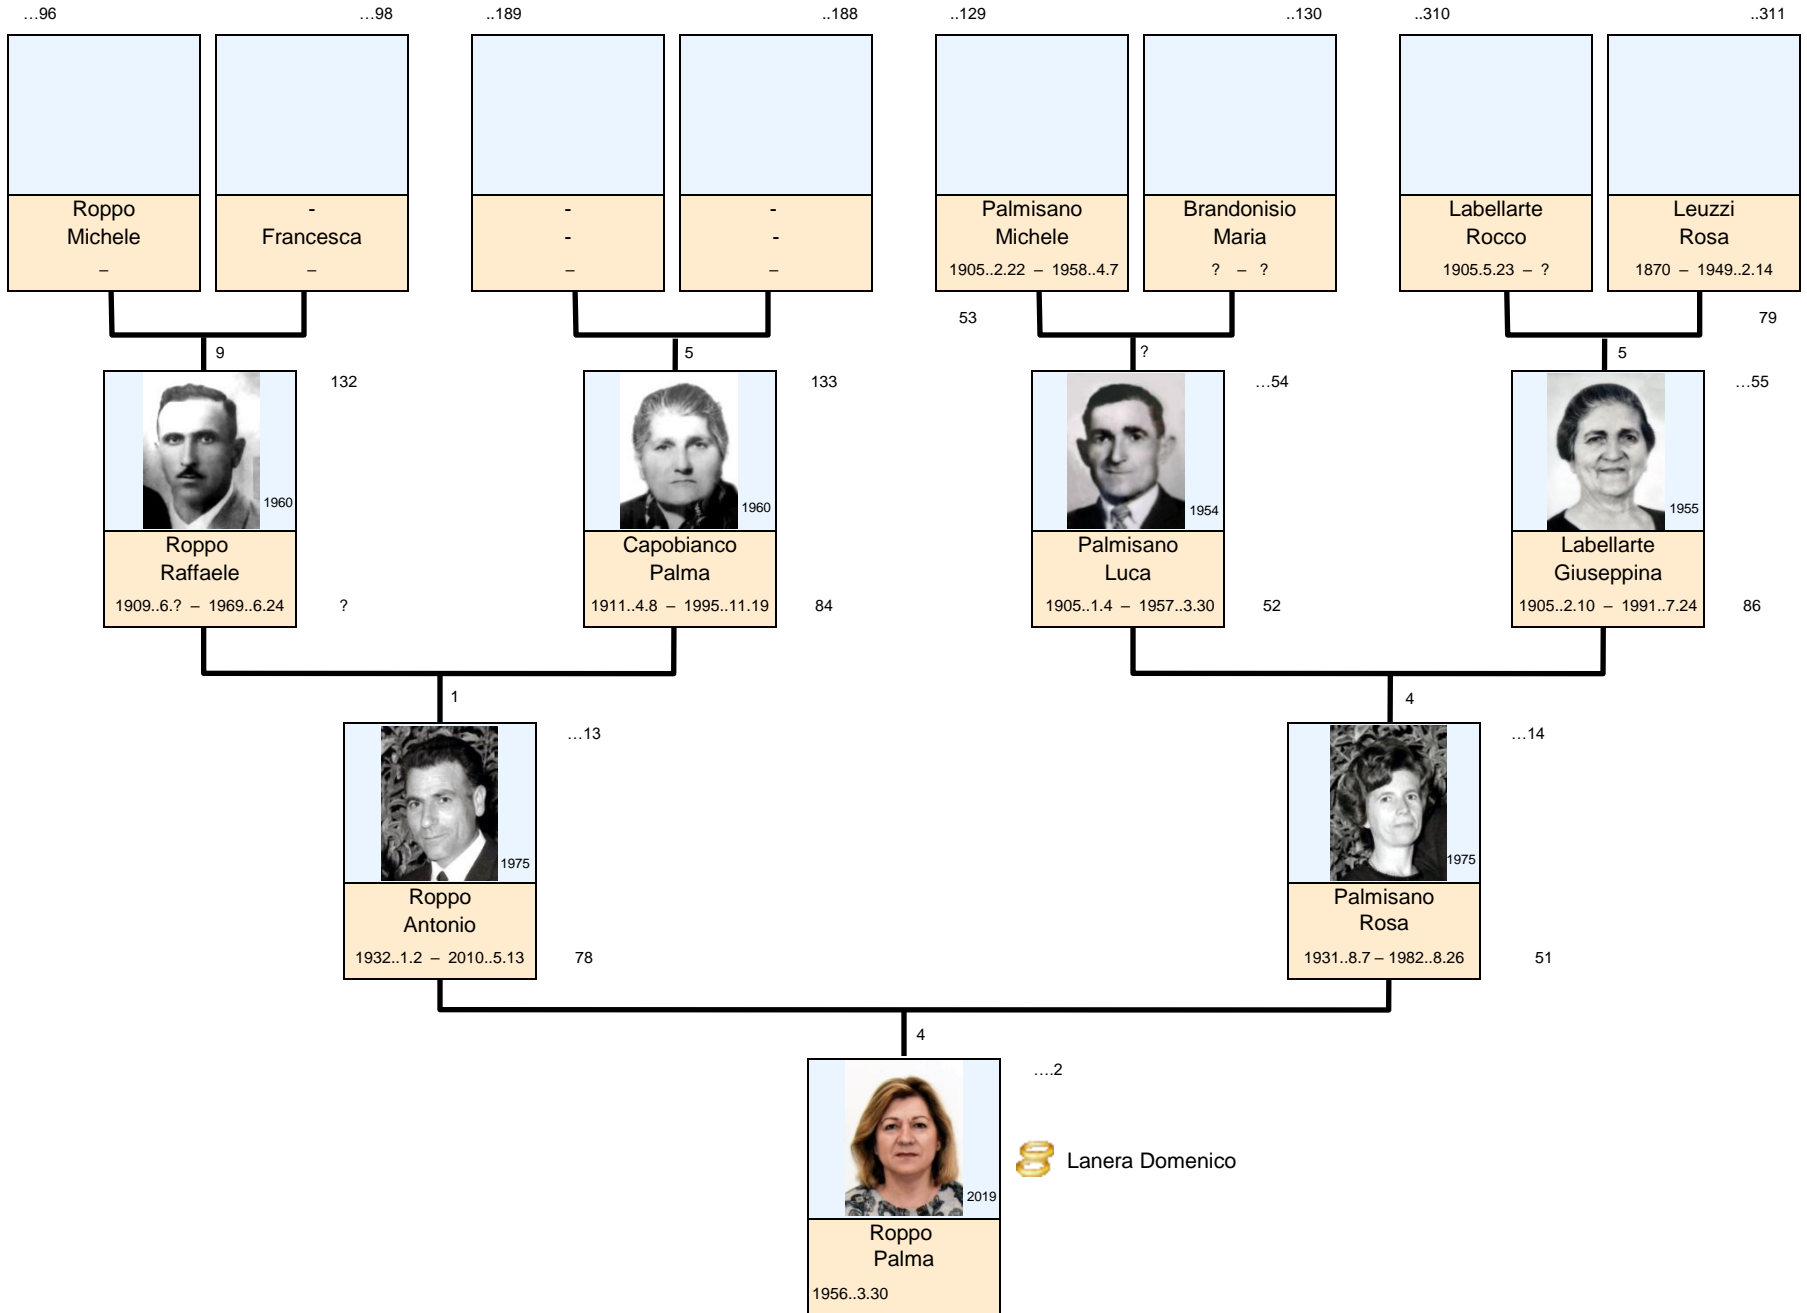 …96 …98 ..189 ..188 ..129 ..130 ..310 ..311
Roppo - - - Palmisano Brandonisio Labellarte Leuzzi
Michele Francesca - - Michele Maria Rocco Rosa
– – – – 1905..2.22 – 1958..4.7 ? – ? 1905.5.23 – ? 1870 – 1949..2.14
53 79
9 5 ? 5
132 133 …54 …55
1960 1960 1954 1955
Roppo Capobianco Palmisano Labellarte
Raffaele Palma Luca Giuseppina
1909..6.? – 1969..6.24 ? 1911..4.8 – 1995..11.19 84 1905..1.4 – 1957..3.30 52 1905..2.10 – 1991..7.24 86
1 4
…13 …14
1975 1975
Roppo Palmisano
Antonio Rosa
1932..1.2 – 2010..5.13 78 1931..8.7 – 1982..8.26 51
4
….2
Lanera Domenico
2019
Roppo
Palma
1956..3.30